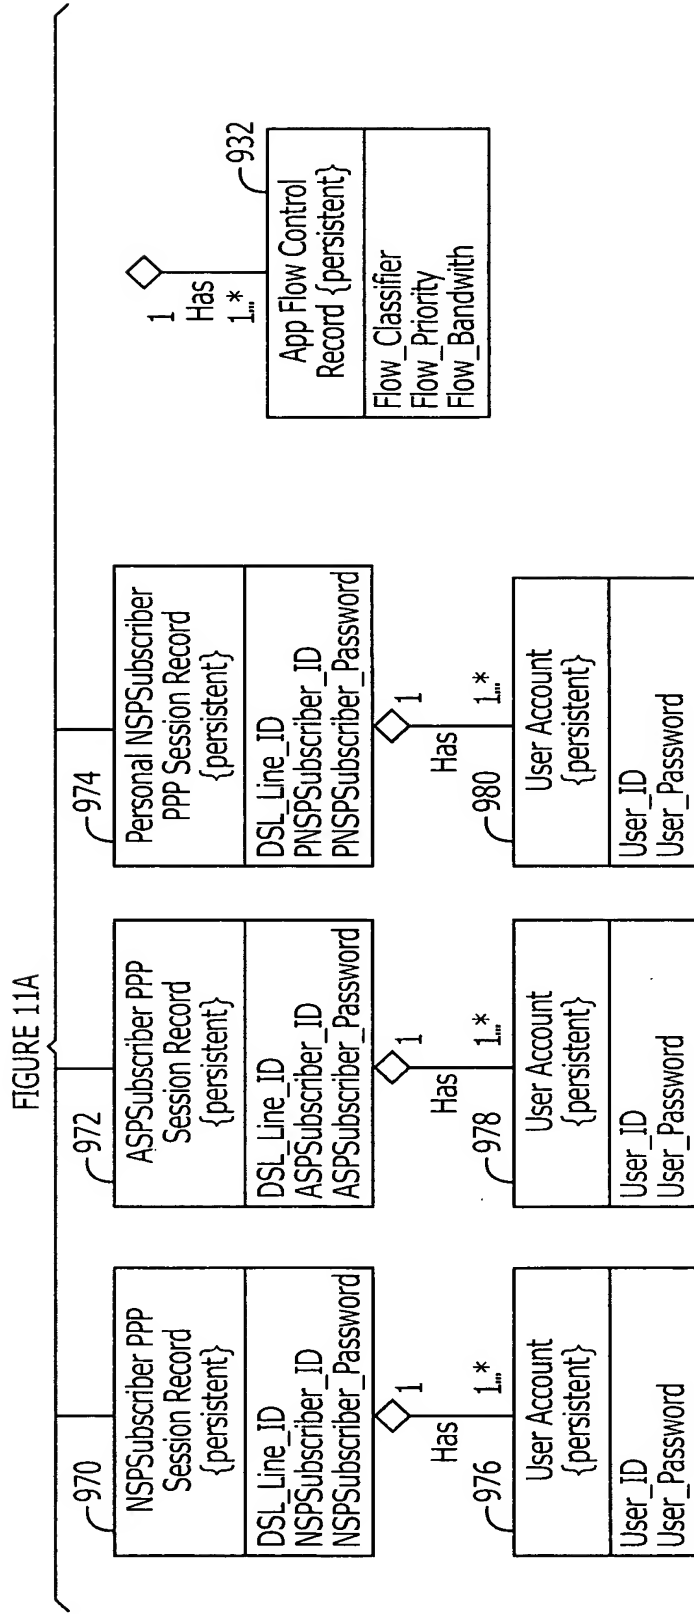 FIGURE 11A
970
NSPSubscriber PPP
Session Record
{persistent}
DSL_Line_ID
NSPSubscriber_ID
NSPSubscriber_Password
1
Has
1...*
976
User Account
{persistent}
User_ID
User_Password
972
ASPSubscriber PPP
Session Record
{persistent}
DSL_Line_ID
ASPSubscriber_ID
ASPSubscriber_Password
1
Has
1...*
978
User Account
{persistent}
User_ID
User_Password
974
Personal NSPSubscriber
PPP Session Record
{persistent}
DSL_Line_ID
PNSPSubscriber_ID
PNSPSubscriber_Password
1
Has
1...*
980
User Account
{persistent}
User_ID
User_Password
1
Has
1...*
932
App Flow Control
Record {persistent}
Flow_Classifier
Flow_Priority
Flow_Bandwith